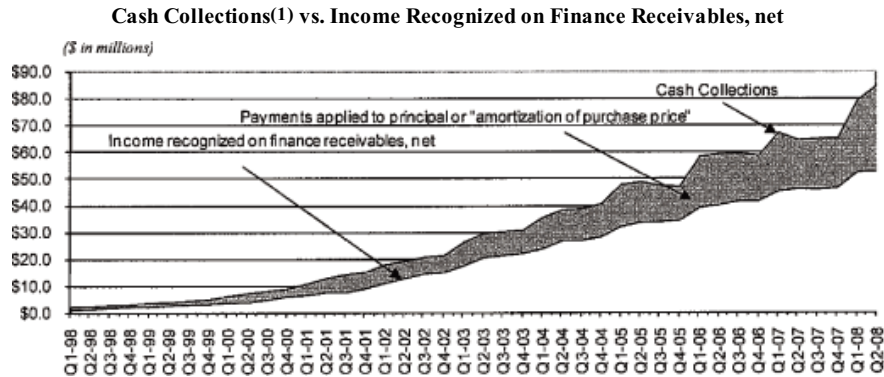 Cash Collections(1) vs. Income Recognized on Finance Receivables, net
($ in millions)
$90.0
$80.0
$70.0
$60.0
$50.0
$40.0
$30.0
$20.0
$10.0
$0.0
Cash Collections
Payments applied to principal or "amortization of purchase price"
Income recognized on finance receivables, net
Q1-98
Q2-98
Q3-98
Q4-98
Q1-99
Q2-99
Q3-99
Q4-99
Q1-00
Q2-00
Q3-00
Q4-00
Q1-01
Q2-01
Q3-01
Q4-01
Q1-02
Q2-02
Q3-02
Q4-02
Q1-03
Q2-03
Q3-03
Q4-03
Q1-04
Q2-04
Q3-04
Q4-04
Q1-05
Q2-05
Q3-05
Q4-05
Q1-06
Q2-06
Q3-06
Q4-06
Q1-07
Q2-07
Q3-07
Q4-07
Q1-08
Q2-08